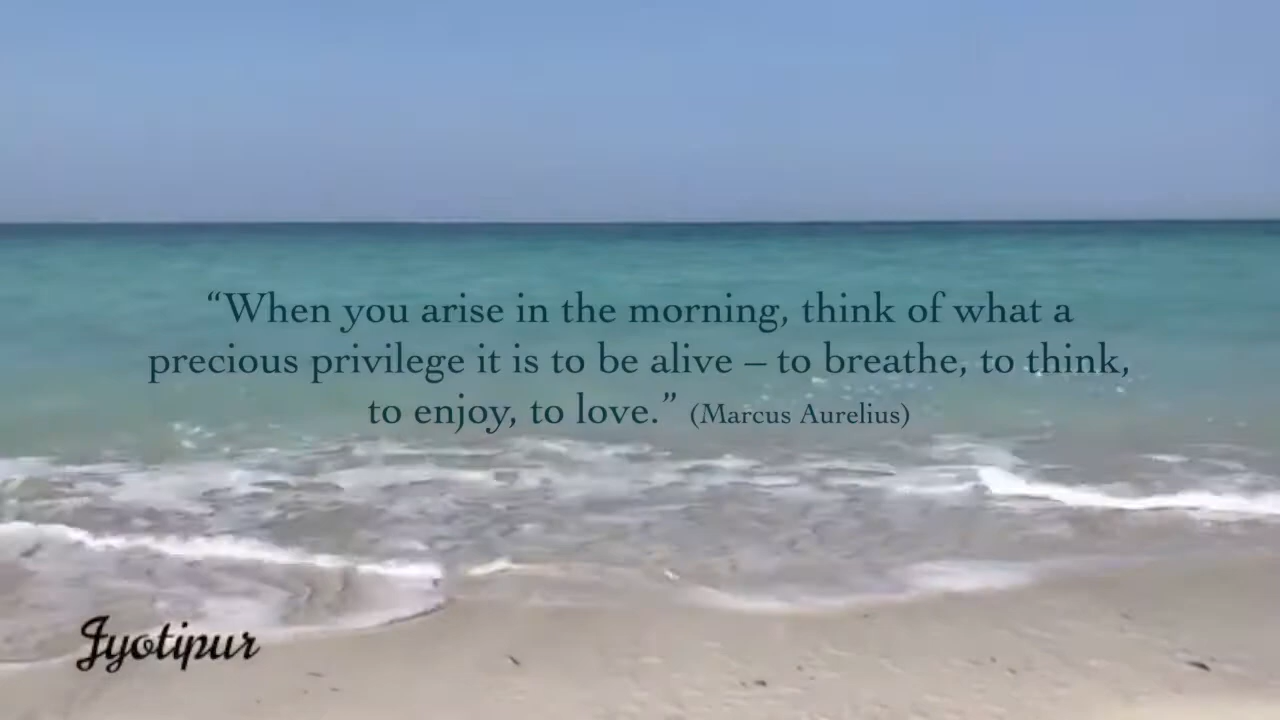 “When you arise in the morning, think of what a
precious privilege it is to be alive – to breathe, to think,
to enjoy, to love.” (Marcus Aurelius)
Jyotipur